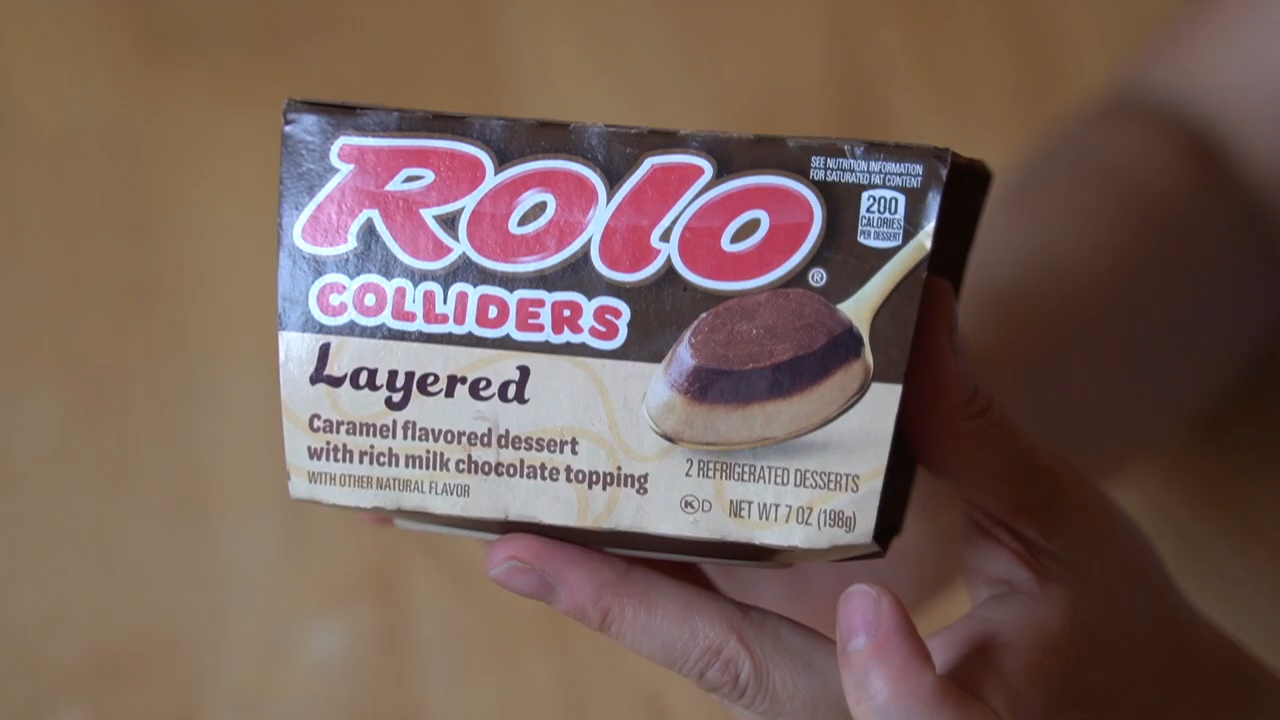 Rolo
COLLIDERS
Layered
Caramel flavored dessert
with rich milk chocolate topping
WITH OTHER NATURAL FLAVOR
SEE NUTRITION INFORMATION
FOR SATURATED FAT CONTENT
200
CALORIES
PER DESSERT
®
2 REFRIGERATED DESSERTS
K D NET WT 7 OZ (198g)